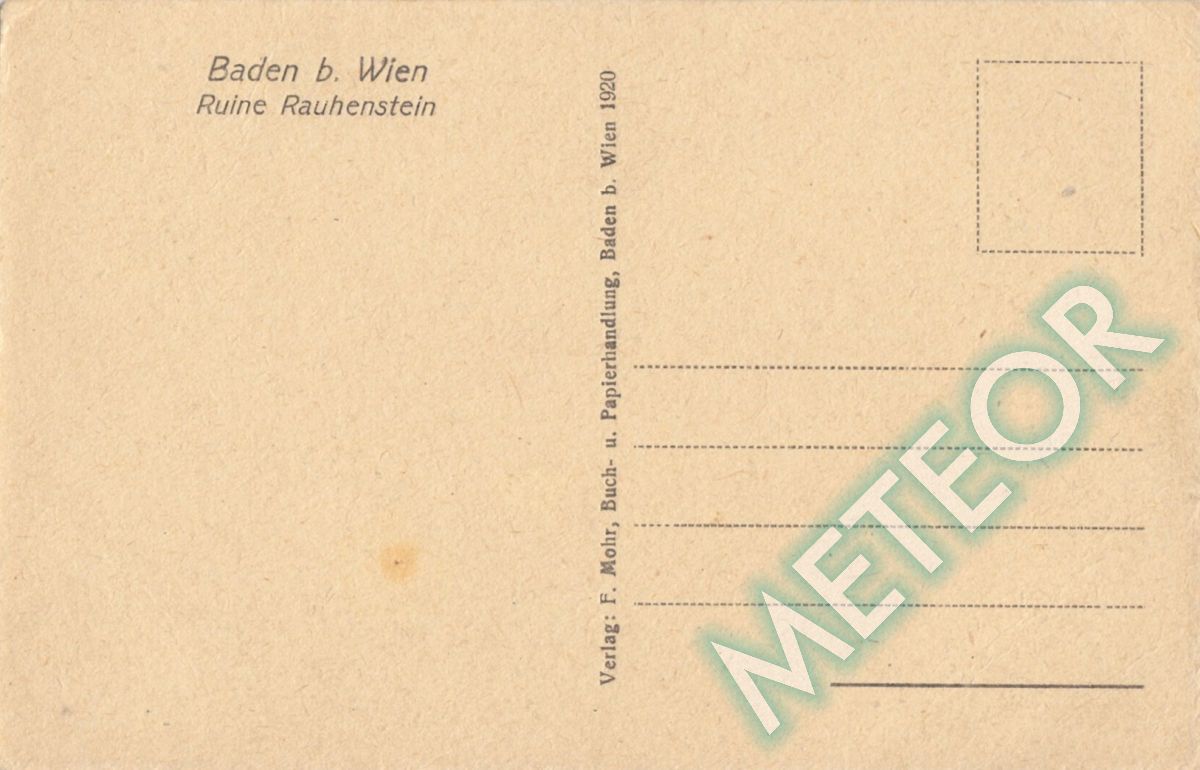 Baden b. Wien
Ruine Rauhenstein
Verlag: F. Mohr, Buch- u. Papierhandlung, Baden b. Wien 1920
METEOR